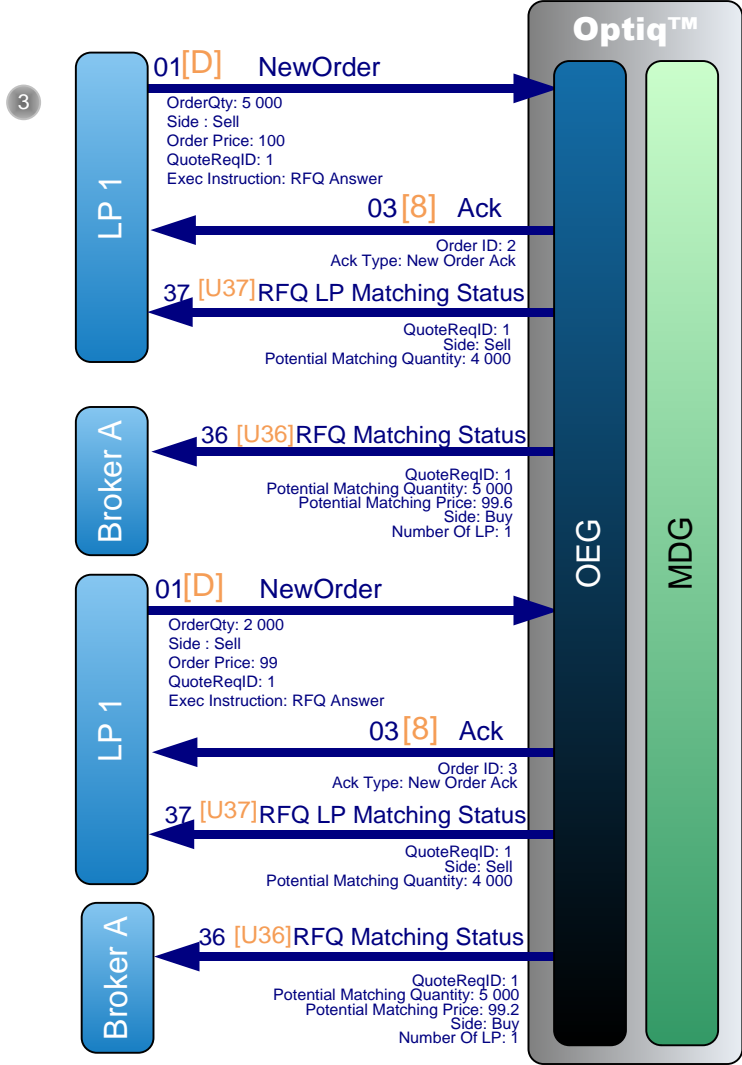 Optiq™
3
01[D] NewOrder
OrderQty: 5 000
Side : Sell
Order Price: 100
QuoteReqID: 1
Exec Instruction: RFQ Answer
LP 1
03[8] Ack
Order ID: 2
Ack Type: New Order Ack
37 [U37]RFQ LP Matching Status
QuoteReqID: 1
Side: Sell
Potential Matching Quantity: 4 000
Broker A
36 [U36]RFQ Matching Status
QuoteReqID: 1
Potential Matching Quantity: 5 000
Potential Matching Price: 99.6
Side: Buy
Number Of LP: 1
OEG
MDG
01[D] NewOrder
OrderQty: 2 000
Side : Sell
Order Price: 99
QuoteReqID: 1
Exec Instruction: RFQ Answer
LP 1
03[8] Ack
Order ID: 3
Ack Type: New Order Ack
37 [U37]RFQ LP Matching Status
QuoteReqID: 1
Side: Sell
Potential Matching Quantity: 4 000
Broker A
36 [U36]RFQ Matching Status
QuoteReqID: 1
Potential Matching Quantity: 5 000
Potential Matching Price: 99.2
Side: Buy
Number Of LP: 1